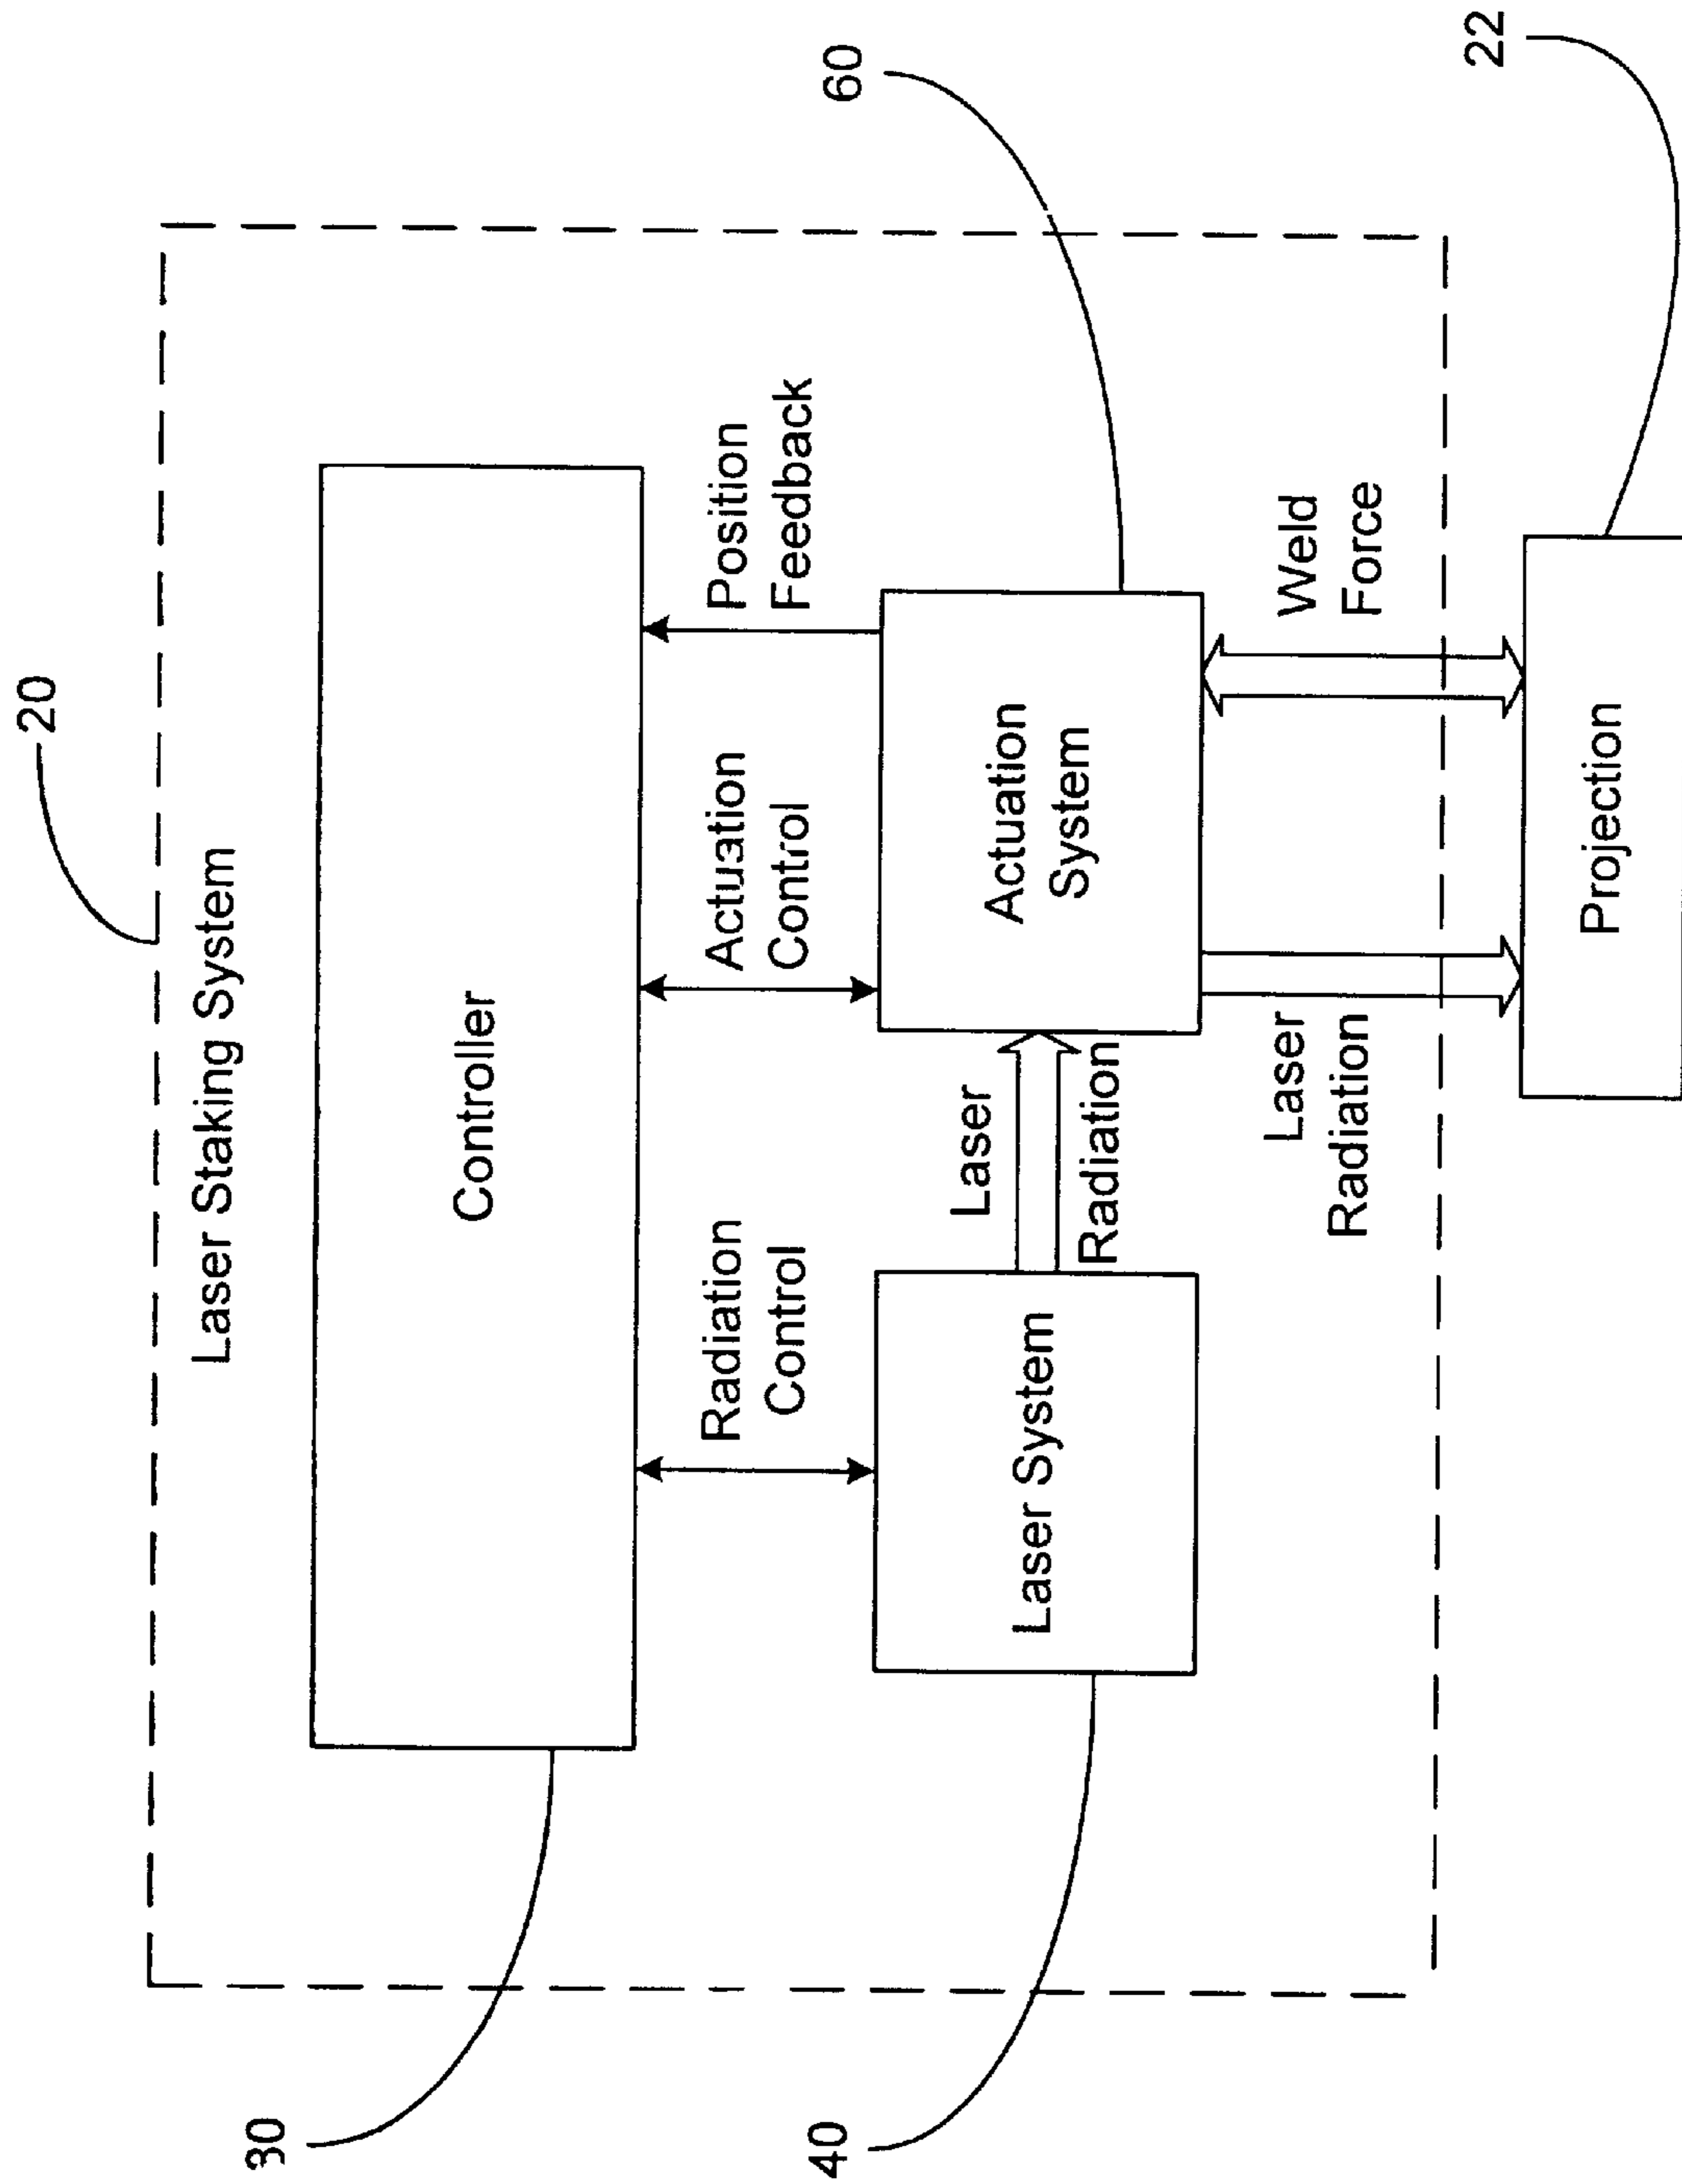 20
Laser Staking System
30
Controller
Radiation
Control
Actuation
Control
Position
Feedback
40
60
Laser System
Laser
Radiation
Actuation
System
Laser
Radiation
Weld
Force
22
Projection